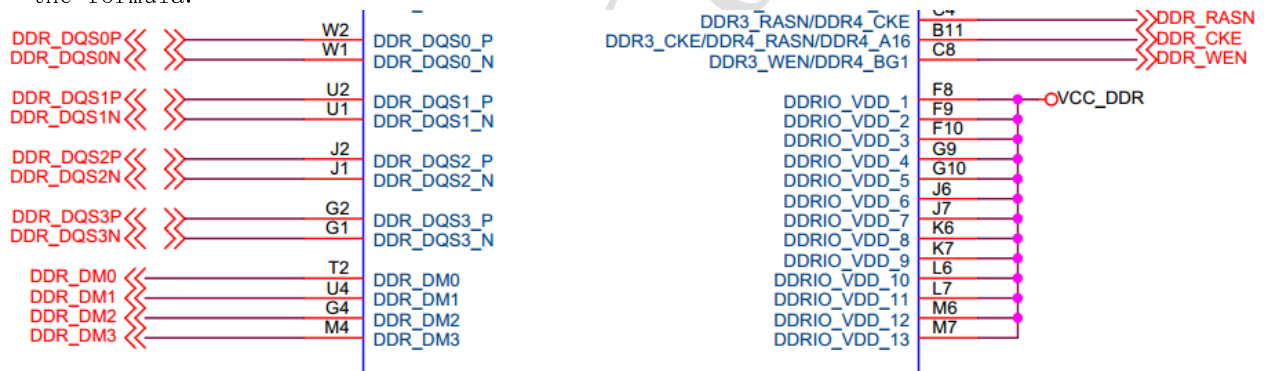 the formula.
DDR_DQS0P W2 DDR_DQS0_P
DDR_DQS0N W1 DDR_DQS0_N
DDR_DQS1P U2 DDR_DQS1_P
DDR_DQS1N U1 DDR_DQS1_N
DDR_DQS2P J2 DDR_DQS2_P
DDR_DQS2N J1 DDR_DQS2_N
DDR_DQS3P G2 DDR_DQS3_P
DDR_DQS3N G1 DDR_DQS3_N
DDR_DM0 T2 DDR_DM0
DDR_DM1 U4 DDR_DM1
DDR_DM2 G4 DDR_DM2
DDR_DM3 M4 DDR_DM3
DDR3_RASN/DDR4_CKE C4 DDR_RASN
DDR3_CKE/DDR4_RASN/DDR4_A16 B11 DDR_CKE
DDR3_WEN/DDR4_BG1 C8 DDR_WEN
DDRIO_VDD_1 F8 VCC_DDR
DDRIO_VDD_2 F9
DDRIO_VDD_3 F10
DDRIO_VDD_4 G9
DDRIO_VDD_5 G10
DDRIO_VDD_6 J6
DDRIO_VDD_7 J7
DDRIO_VDD_8 K6
DDRIO_VDD_9 K7
DDRIO_VDD_10 L6
DDRIO_VDD_11 L7
DDRIO_VDD_12 M6
DDRIO_VDD_13 M7